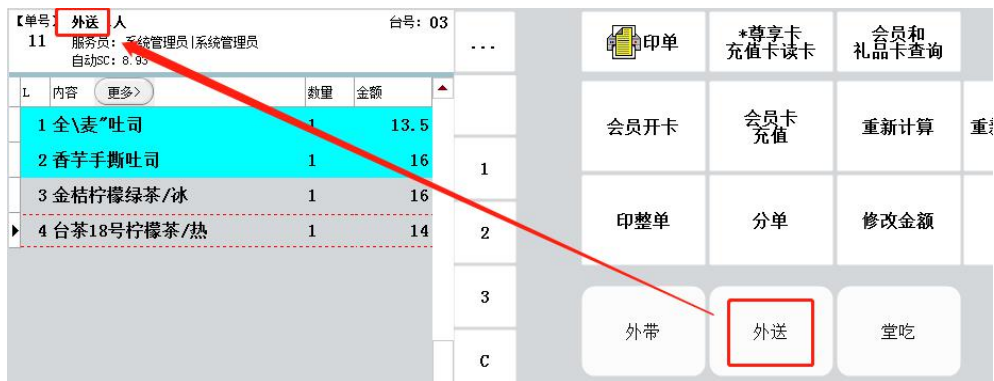 【单号】 外送 人 台号: 03
11 服务员: 系统管理员|系统管理员
自动SC: 8.93
L 内容 更多> 数量 金额
1 全\麦"吐司 1 13.5
2 香芋手撕吐司 1 16
3 金桔柠檬绿茶/冰 1 16
4 台茶18号柠檬茶/热 1 14
...
1
2
3
C
印单
*尊享卡
充值卡读卡
会员和
礼品卡查询
会员开卡
会员卡
充值
重新计算
印整单
分单
修改金额
外带
外送
堂吃